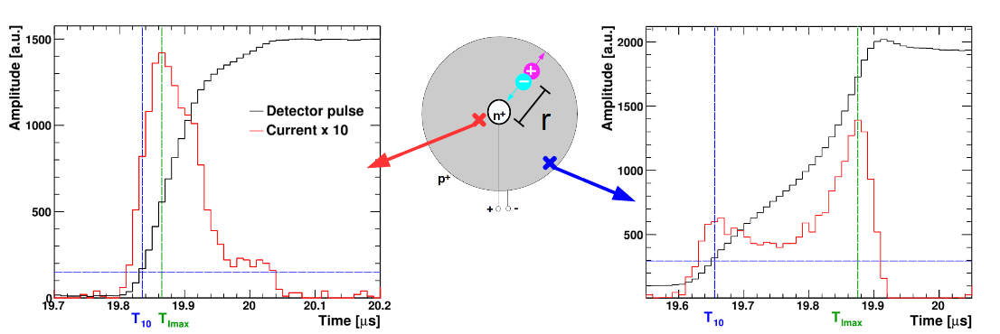 Amplitude [a.u.]
1500
1000
500
0
19.7
19.8
19.9
20
20.1
20.2
T10
TImax
Time [μs]
Detector pulse
Current x 10
+
−
n+
r
p+
+
-
Amplitude [a.u.]
2000
1500
1000
500
19.6
19.7
19.8
19.9
20
T10
TImax
Time [μs]